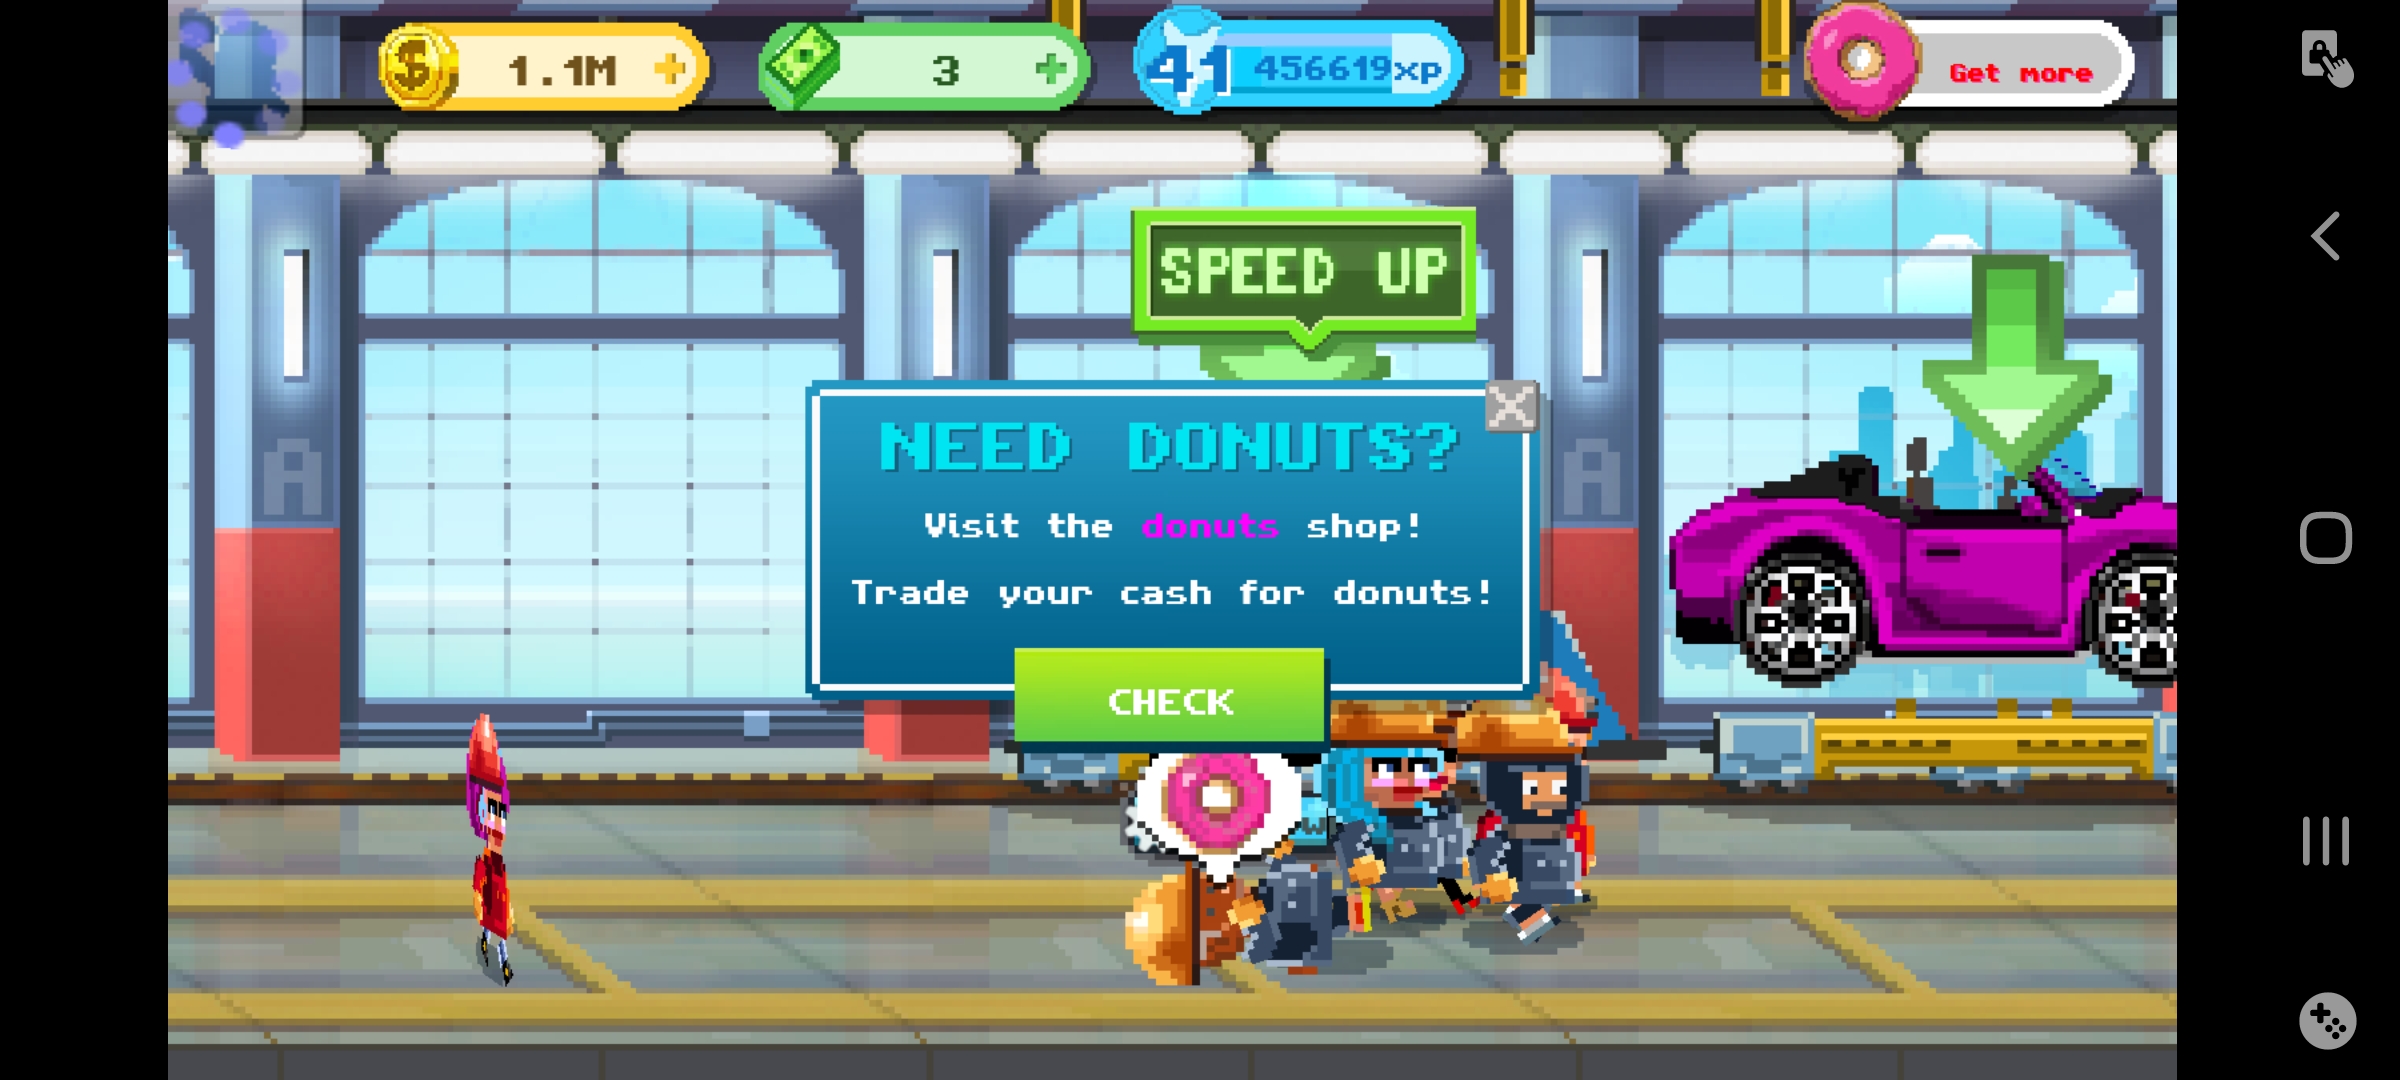 1.1M
3
41
456619xp
Get more
SPEED UP
NEED DONUTS?
Visit the donuts shop!
Trade your cash for donuts!
CHECK
A
A